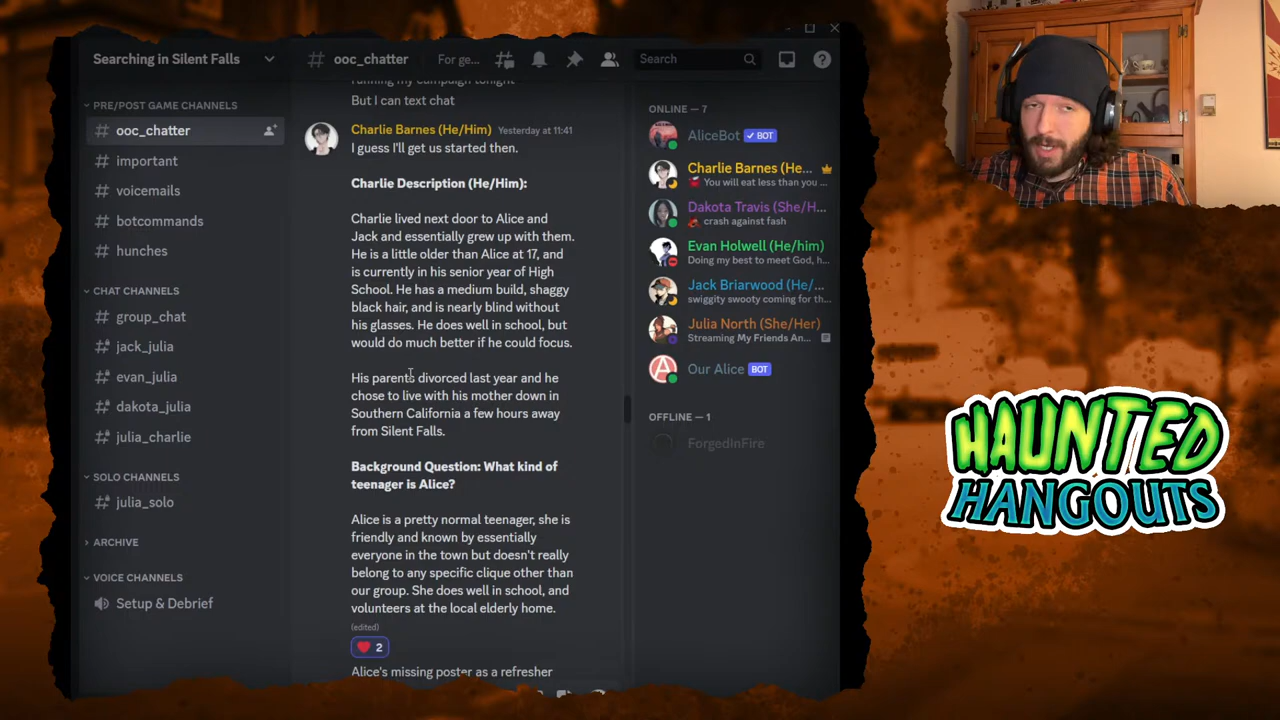 Searching in Silent Falls
PRE/POST GAME CHANNELS
# ooc_chatter
# important
# voicemails
# botcommands
# hunches
CHAT CHANNELS
# group_chat
# jack_julia
# evan_julia
# dakota_julia
# julia_charlie
SOLO CHANNELS
# julia_solo
ARCHIVE
VOICE CHANNELS
Setup & Debrief
# ooc_chatter
For ge...
running my campaign tonight
But I can text chat
Charlie Barnes (He/Him) Yesterday at 11:41
I guess I'll get us started then.
Charlie Description (He/Him):
Charlie lived next door to Alice and
Jack and essentially grew up with them.
He is a little older than Alice at 17, and
is currently in his senior year of High
School. He has a medium build, shaggy
black hair, and is nearly blind without
his glasses. He does well in school, but
would do much better if he could focus.
His parents divorced last year and he
chose to live with his mother down in
Southern California a few hours away
from Silent Falls.
Background Question: What kind of
teenager is Alice?
Alice is a pretty normal teenager, she is
friendly and known by essentially
everyone in the town but doesn't really
belong to any specific clique other than
our group. She does well in school, and
volunteers at the local elderly home.
(edited)
2
Alice's missing poster as a refresher
Search
ONLINE — 7
AliceBot ✓ BOT
Charlie Barnes (He...
You will eat less than you ...
Dakota Travis (She/H...
crash against fash
Evan Holwell (He/him)
Doing my best to meet God, h...
Jack Briarwood (He/...
swiggity swooty coming for th...
Julia North (She/Her)
Streaming My Friends An...
Our Alice BOT
OFFLINE — 1
ForgedInFire
HAUNTED
HANGOUTS